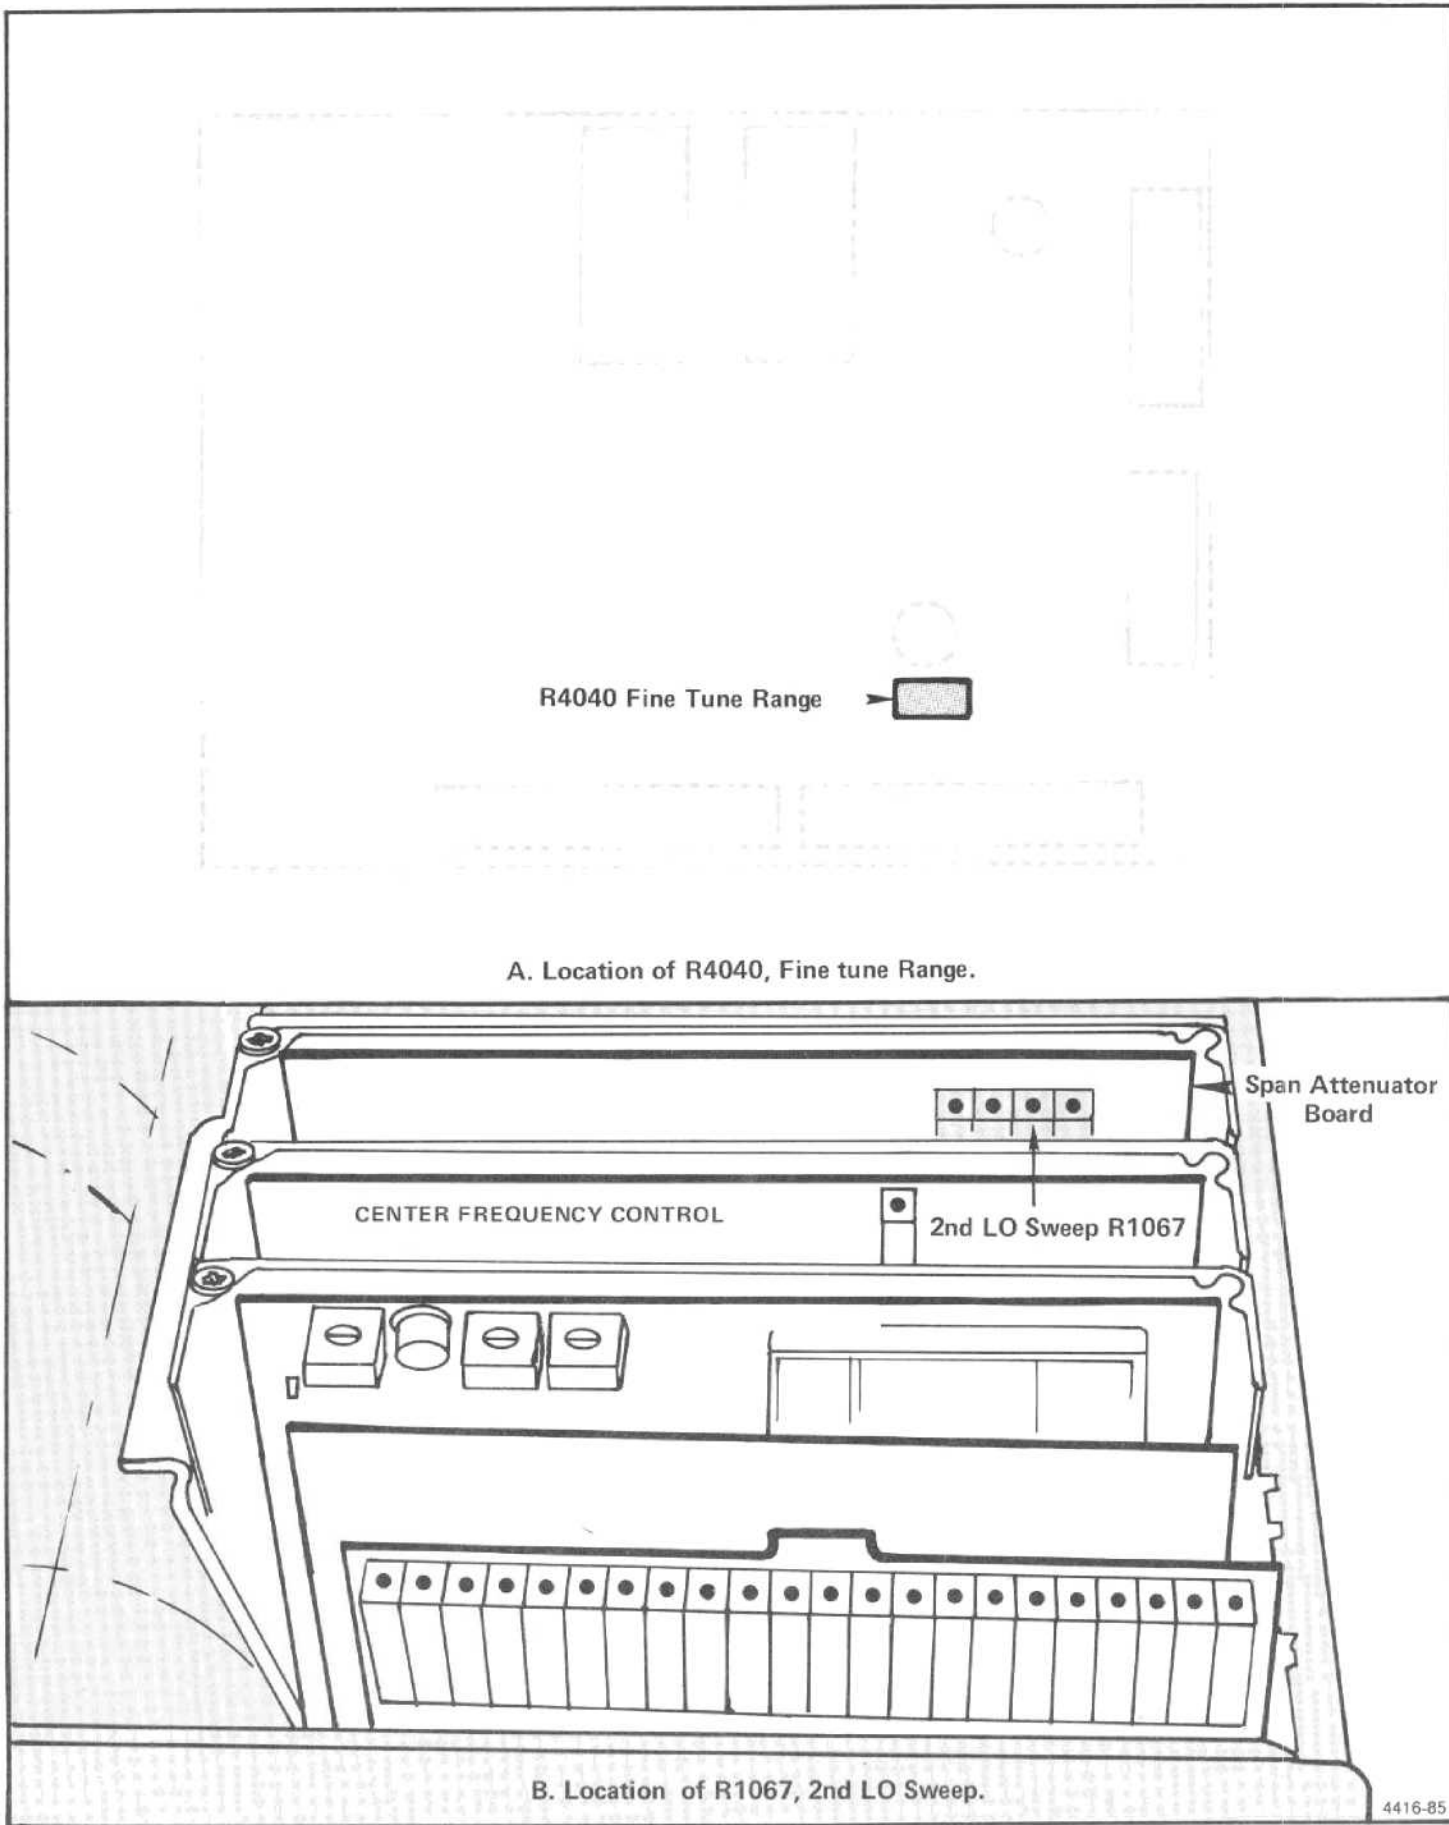 R4040 Fine Tune Range
A. Location of R4040, Fine tune Range.
Span Attenuator
Board
CENTER FREQUENCY CONTROL
2nd LO Sweep R1067
B. Location of R1067, 2nd LO Sweep.
4416-85